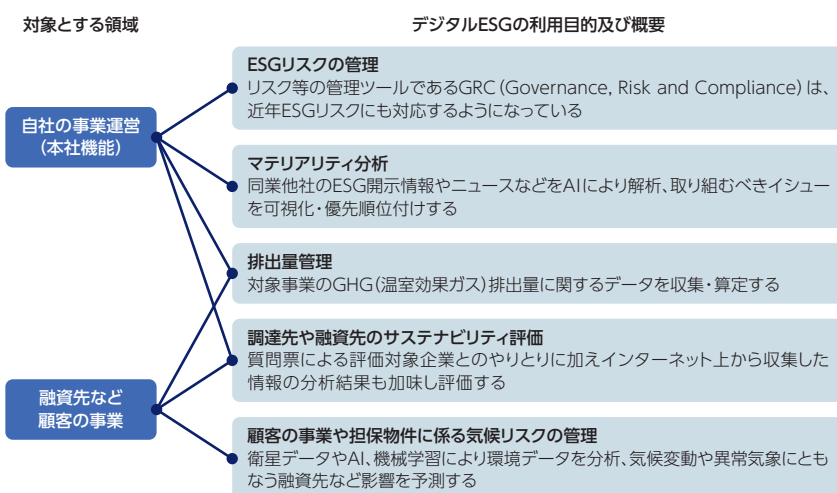 対象とする領域
デジタルESGの利用目的及び概要
ESGリスクの管理
リスク等の管理ツールであるGRC（Governance, Risk and Compliance）は、
近年ESGリスクにも対応するようになっている
自社の事業運営
（本社機能）
マテリアリティ分析
同業他社のESG開示情報やニュースなどをAIにより解析、取り組むべきイシュー
を可視化・優先順位付けする
排出量管理
対象事業のGHG（温室効果ガス）排出量に関するデータを収集・算定する
調達先や融資先のサステナビリティ評価
質問票による評価対象企業とのやりとりに加えインターネット上から収集した
情報の分析結果も加味し評価する
融資先など
顧客の事業
顧客の事業や担保物件に係る気候リスクの管理
衛星データやAI、機械学習により環境データを分析、気候変動や異常気象にとも
なう融資先など影響を予測する